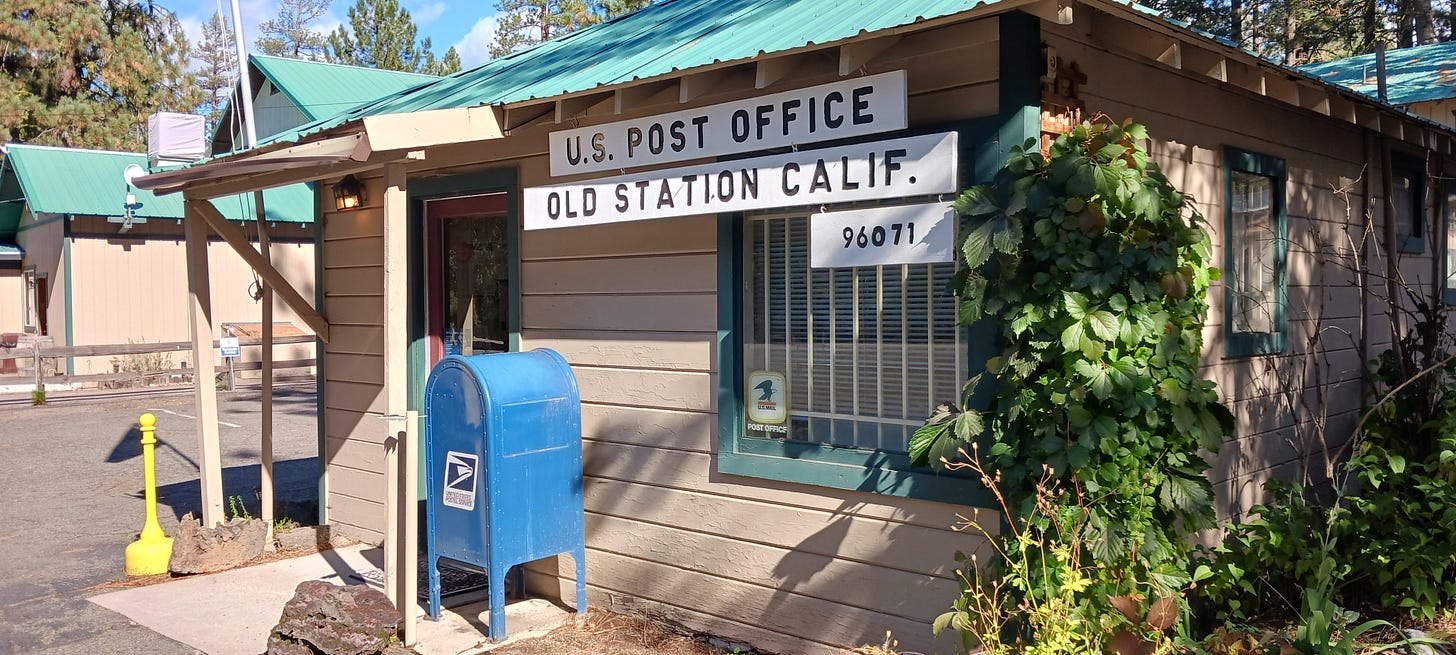 U.S. POST OFFICE
OLD STATION CALIF.
96071
U.S. MAIL
POST OFFICE
UNITED STATES
POSTAL SERVICE